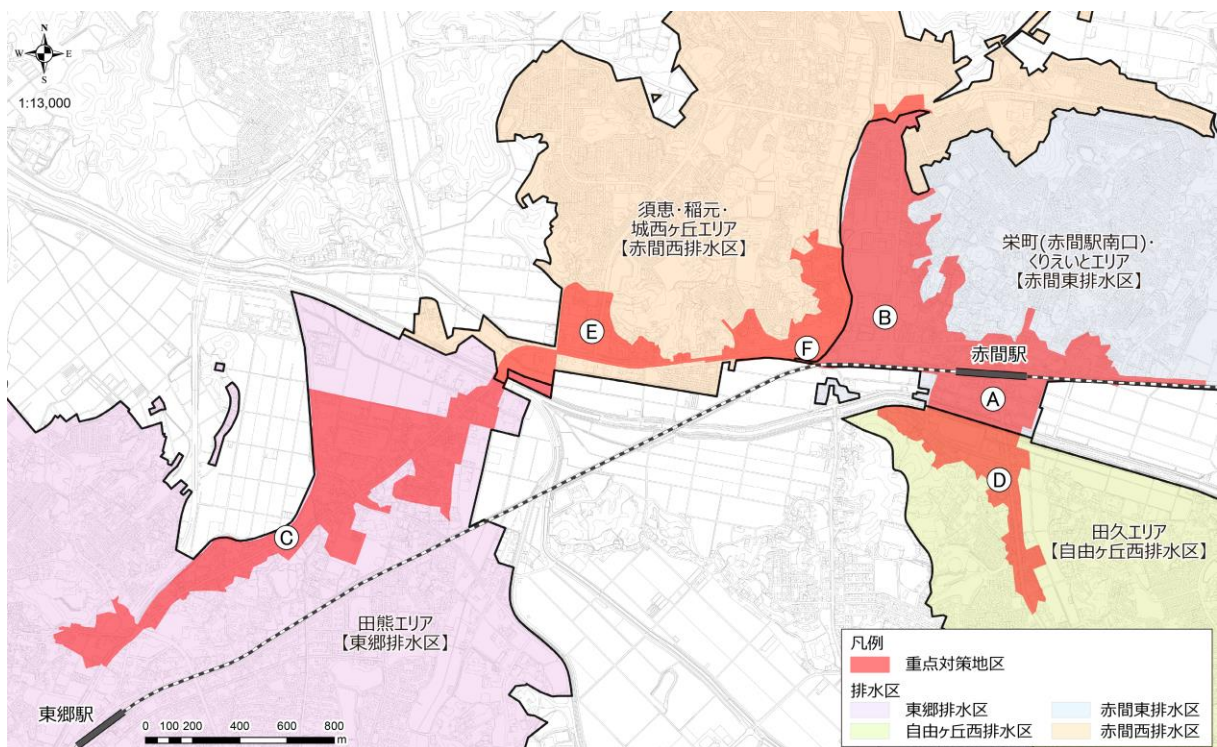 N
W
E
S
1:13,000
須恵・稲元・
城西ヶ丘エリア
【赤間西排水区】
栄町(赤間駅南口)・
くりえいとエリア
【赤間東排水区】
E
F
B
赤間駅
A
D
C
田久エリア
【自由ヶ丘西排水区】
田熊エリア
【東郷排水区】
東郷駅
0 100 200 400 600 800
m
凡例
重点対策地区
排水区
東郷排水区
赤間東排水区
自由ヶ丘西排水区
赤間西排水区